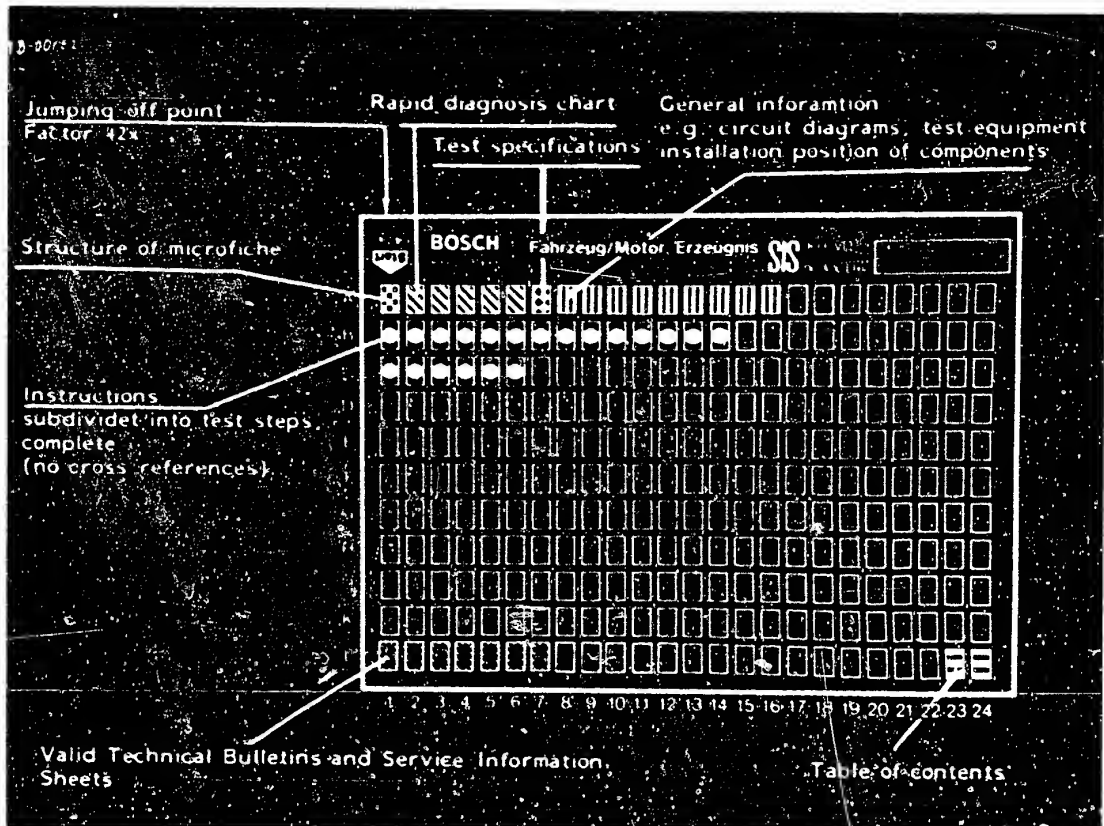 Jumping off point
Factor 42x
Rapid diagnosis chart
Test specifications
General inforamtion
e.g. circuit diagrams, test equipment
installation position of components
Structure of microfiche
BOSCH Fahrzeug/Motor. Erzeugnis SIS
Instructions
subdividet into test steps,
complete
(no cross references)
1 2 3 4 5 6 7 8 9 10 11 12 13 14 15 16 17 18 19 20 21 22 23 24
Valid Technical Bulletins and Service Information
Sheets
Table of contents